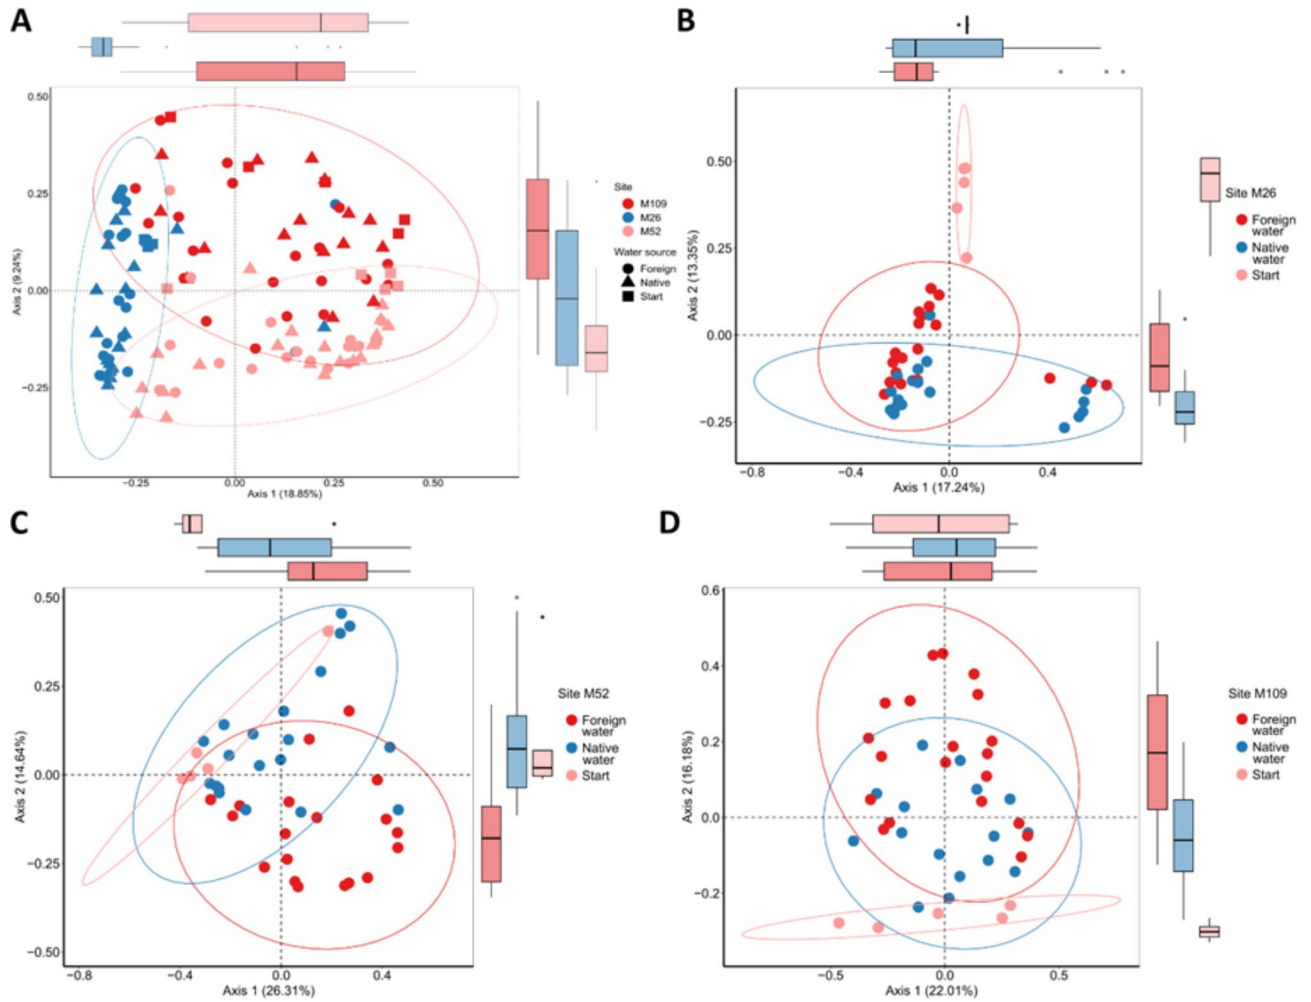 A
0.50
0.25
0.00
−0.25
−0.25
0.00
0.25
0.50
Axis 2 (9.24%)
Axis 1 (18.85%)
Site
M109
M26
M52
Water source
Foreign
Native
Start
B
0.50
0.25
0.00
−0.25
−0.8
−0.4
0.0
0.4
Axis 2 (13.35%)
Axis 1 (17.24%)
Site M26
Foreign
water
Native
water
Start
C
0.50
0.25
0.00
−0.25
−0.50
−0.8
−0.4
0.0
0.4
Axis 2 (14.64%)
Axis 1 (26.31%)
Site M52
Foreign
water
Native
water
Start
D
0.6
0.4
0.2
0.0
−0.2
−0.5
0.0
0.5
Axis 2 (16.18%)
Axis 1 (22.01%)
Site M109
Foreign
water
Native
water
Start